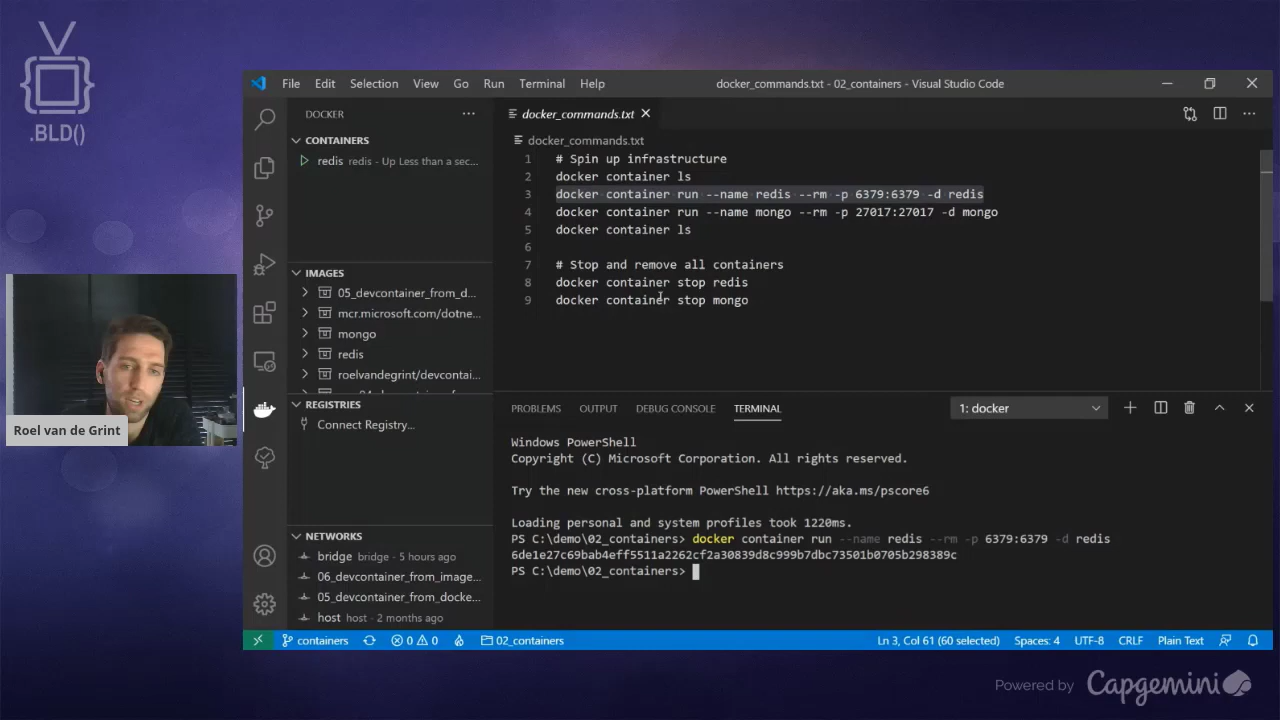 V
{ }
.BLD()
File Edit Selection View Go Run Terminal Help
docker_commands.txt - 02_containers - Visual Studio Code
DOCKER
CONTAINERS
redis redis - Up Less than a sec...
IMAGES
05_devcontainer_from_d...
mcr.microsoft.com/dotne...
mongo
redis
roelvandegrint/devcontai...
REGISTRIES
Connect Registry...
NETWORKS
bridge bridge - 5 hours ago
06_devcontainer_from_image...
05_devcontainer_from_docke...
host host - 2 months ago
docker_commands.txt
docker_commands.txt
1 # Spin up infrastructure
2 docker container ls
3 docker container run --name redis --rm -p 6379:6379 -d redis
4 docker container run --name mongo --rm -p 27017:27017 -d mongo
5 docker container ls
6
7 # Stop and remove all containers
8 docker container stop redis
9 docker container stop mongo
PROBLEMS OUTPUT DEBUG CONSOLE TERMINAL 1: docker
Windows PowerShell
Copyright (C) Microsoft Corporation. All rights reserved.
Try the new cross-platform PowerShell https://aka.ms/pscore6
Loading personal and system profiles took 1220ms.
PS C:\demo\02_containers> docker container run --name redis --rm -p 6379:6379 -d redis
6de1e27c69bab4eff5511a2262cf2a30839d8c999b7dbc73501b0705b298389c
PS C:\demo\02_containers>
containers 0 0 02_containers Ln 3, Col 61 (60 selected) Spaces: 4 UTF-8 CRLF Plain Text
Roel van de Grint
Powered by Capgemini